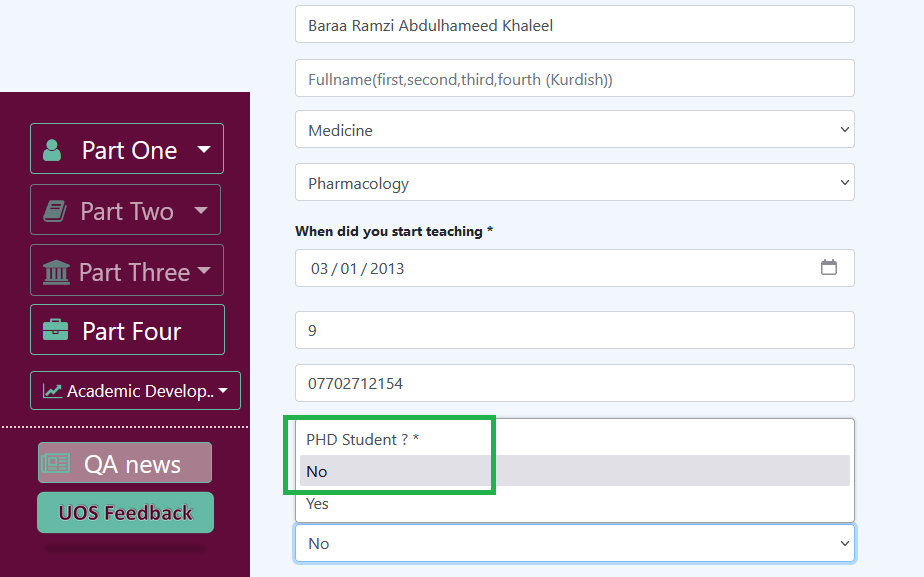 Baraa Ramzi Abdulhameed Khaleel
Fullname(first,second,third,fourth (Kurdish))
Medicine
Pharmacology
When did you start teaching *
03 / 01 / 2013
9
07702712154
PHD Student ? *
No
Yes
No
Part One
Part Two
Part Three
Part Four
Academic Develop..
QA news
UOS Feedback